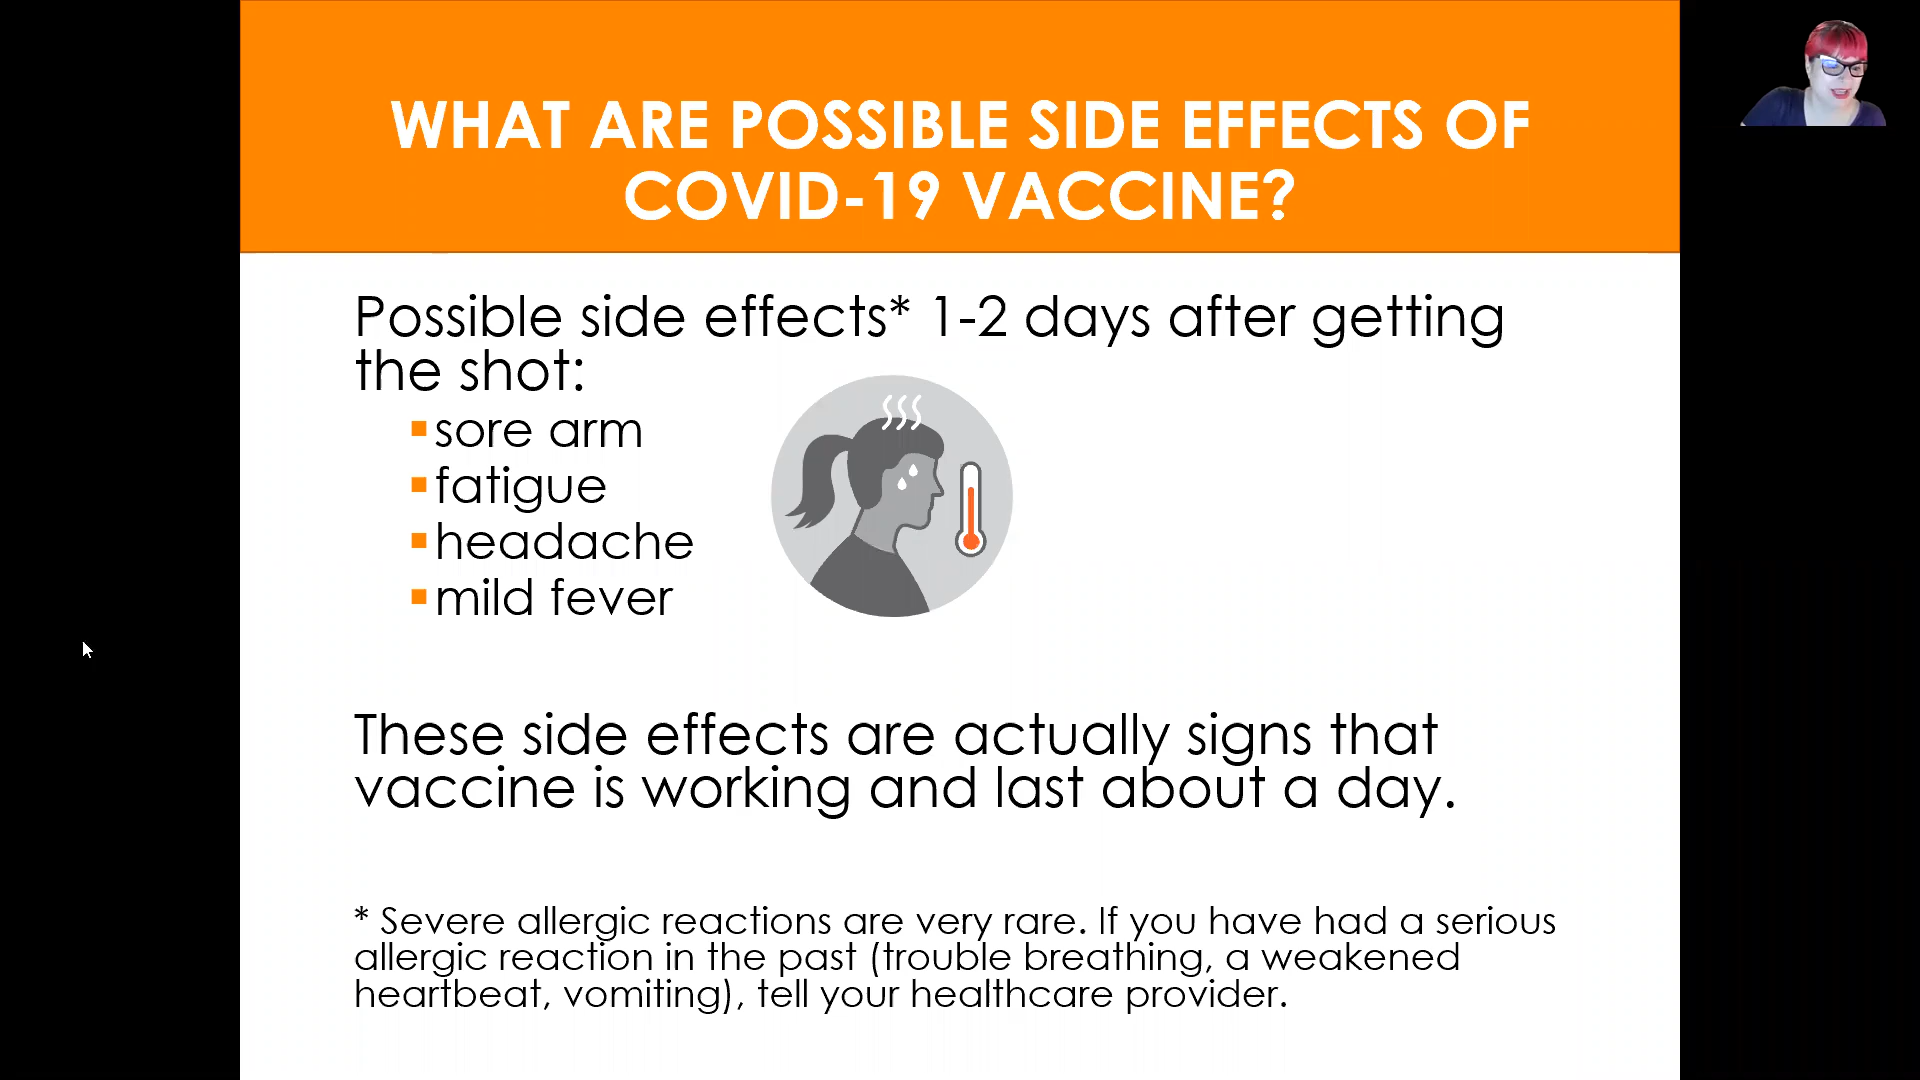 WHAT ARE POSSIBLE SIDE EFFECTS OF
COVID-19 VACCINE?
Possible side effects* 1-2 days after getting
the shot:
sore arm
fatigue
headache
mild fever
These side effects are actually signs that
vaccine is working and last about a day.
* Severe allergic reactions are very rare. If you have had a serious
allergic reaction in the past (trouble breathing, a weakened
heartbeat, vomiting), tell your healthcare provider.